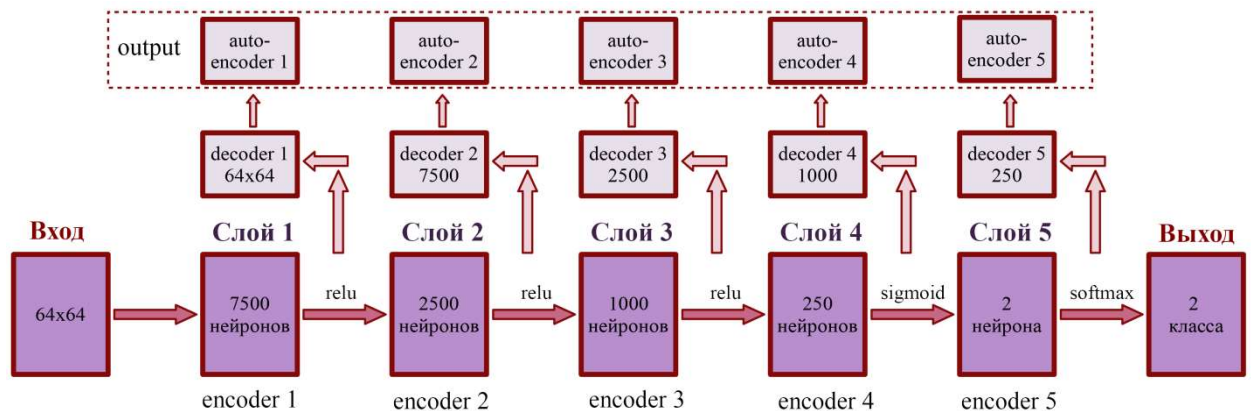 output
auto-
encoder 1
auto-
encoder 2
auto-
encoder 3
auto-
encoder 4
auto-
encoder 5
decoder 1
64x64
decoder 2
7500
decoder 3
2500
decoder 4
1000
decoder 5
250
Вход
Слой 1
Слой 2
Слой 3
Слой 4
Слой 5
Выход
64x64
7500
нейронов
relu
2500
нейронов
relu
1000
нейронов
relu
250
нейронов
sigmoid
2
нейрона
softmax
2
класса
encoder 1
encoder 2
encoder 3
encoder 4
encoder 5